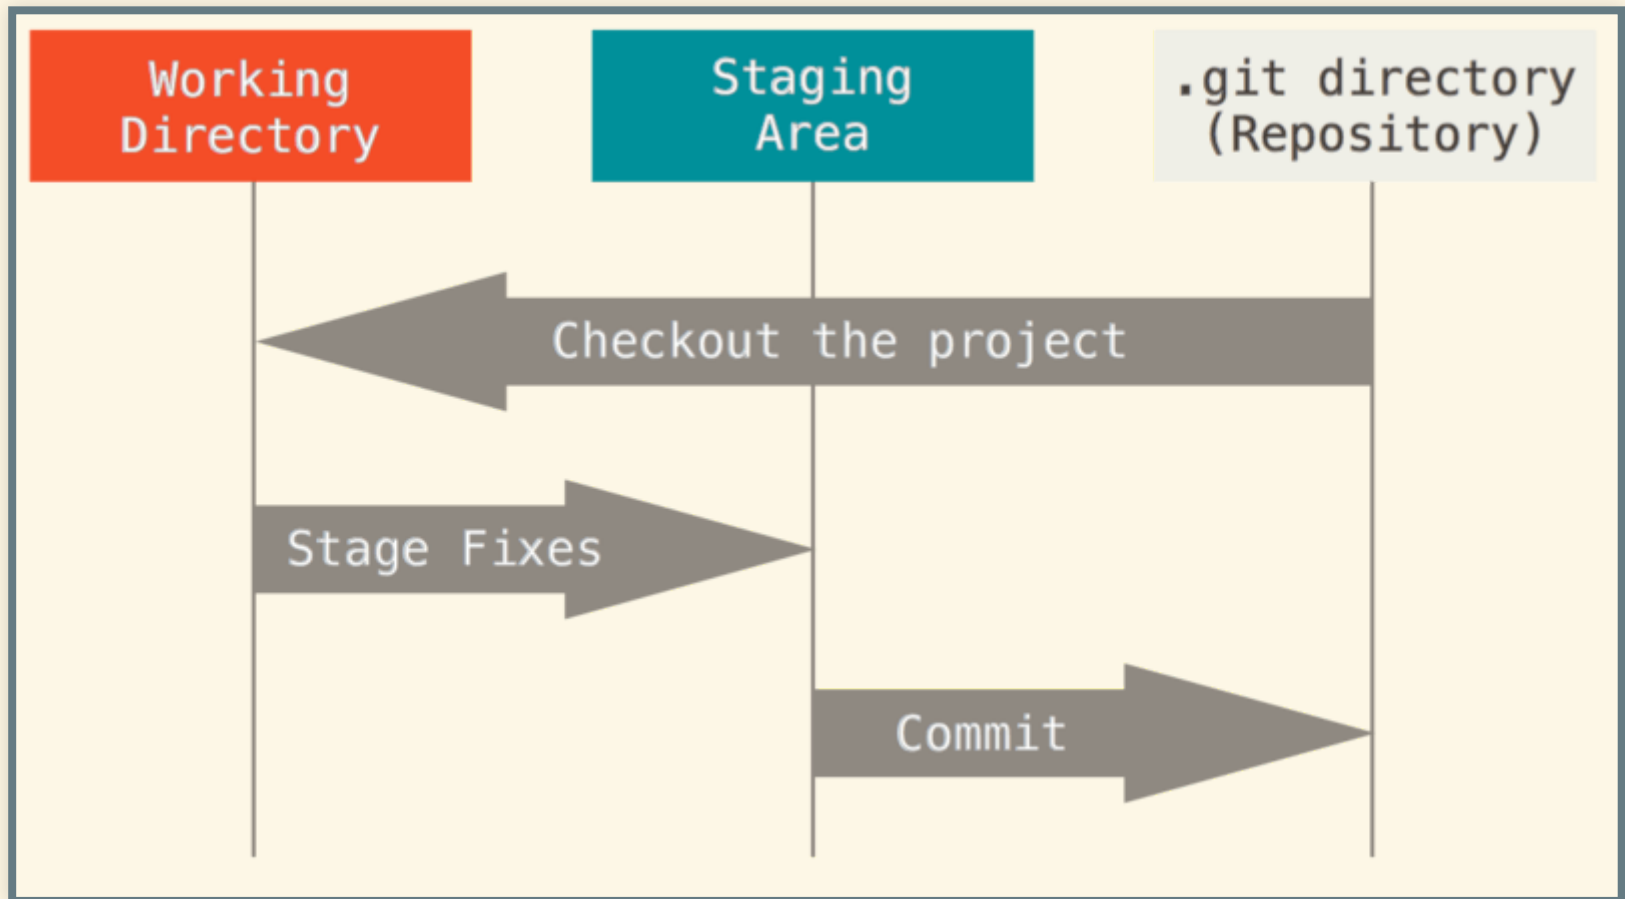 Working
Directory
Staging
Area
.git directory
(Repository)
Checkout the project
Stage Fixes
Commit